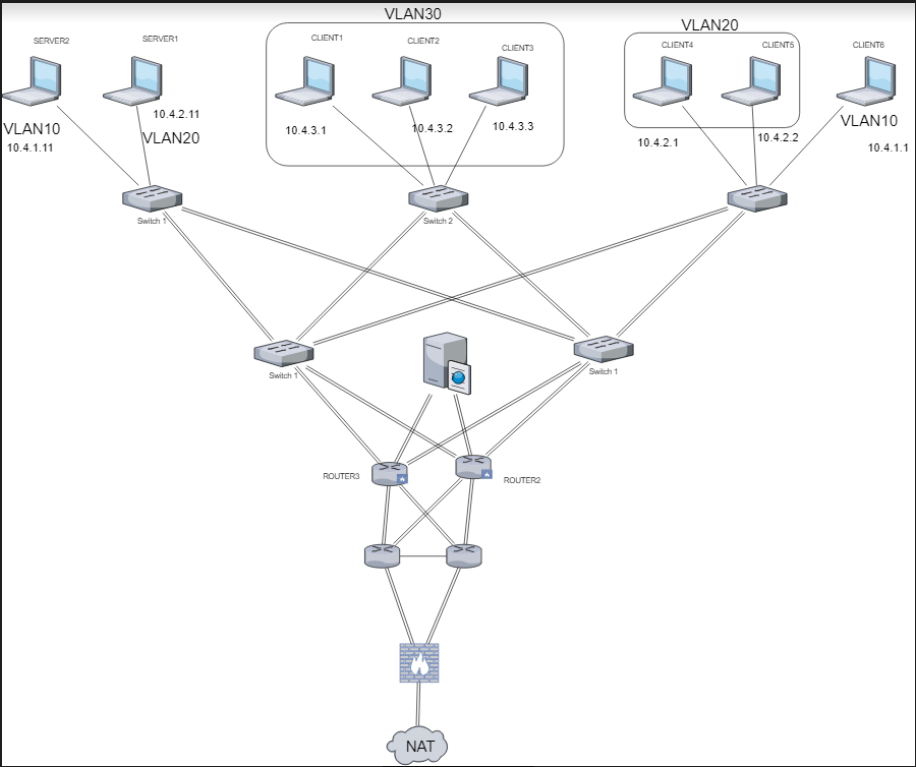 VLAN30
VLAN20
SERVER2
SERVER1
CLIENT1
CLIENT2
CLIENT3
CLIENT4
CLIENT5
CLIENT6
VLAN10
10.4.1.11
10.4.2.11
VLAN20
10.4.3.1
10.4.3.2
10.4.3.3
10.4.2.1
10.4.2.2
VLAN10
10.4.1.1
Switch 1
Switch 2
Switch 1
Switch 1
ROUTER3
ROUTER2
NAT